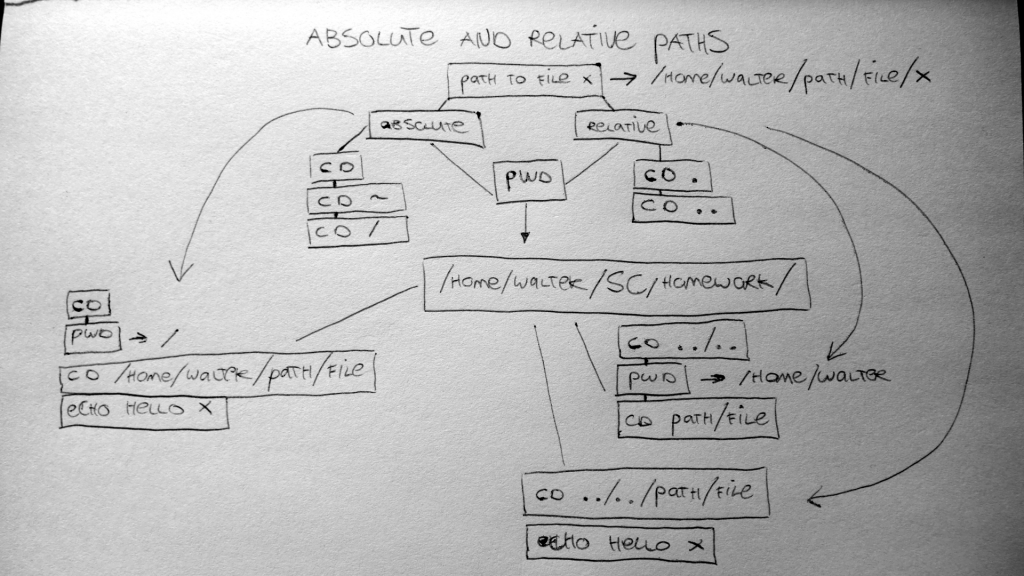 ABSOLUTE AND RELATIVE PATHS
PATH TO FILE X → /HOME/WALTER/PATH/FILE/X
ABSOLUTE
RELATIVE
CD
CD ~
CD /
PWD
CD .
CD ..
/HOME/WALTER/SC/HOMEWORK/
CD
PWD → /
CD /HOME/WALTER/PATH/FILE
ECHO HELLO X
CD ../..
PWD → /HOME/WALTER
CD PATH/FILE
CD ../../PATH/FILE
ECHO HELLO X